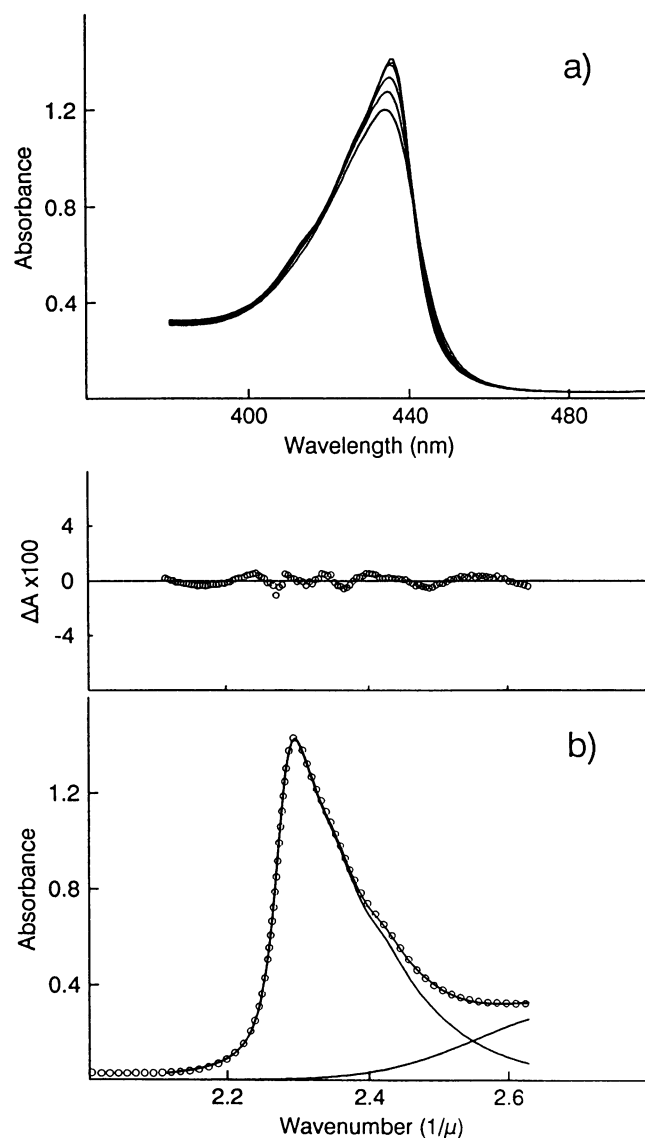 a)
1.2
0.8
0.4
Absorbance
400
440
480
Wavelength (nm)
4
0
-4
ΔA x100
b)
1.2
0.8
0.4
Absorbance
2.2
2.4
2.6
Wavenumber (1/μ)